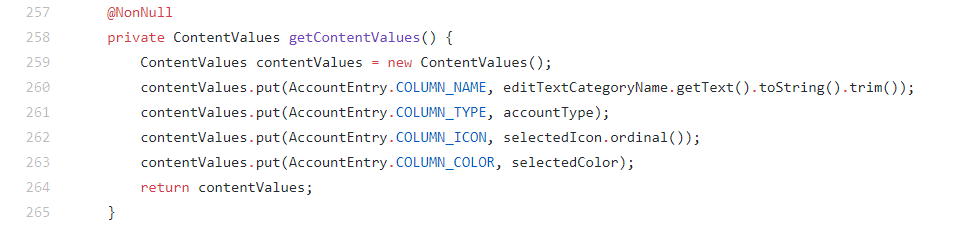 257 @NonNull
258 private ContentValues getContentValues() {
259 ContentValues contentValues = new ContentValues();
260 contentValues.put(AccountEntry.COLUMN_NAME, editTextCategoryName.getText().toString().trim());
261 contentValues.put(AccountEntry.COLUMN_TYPE, accountType);
262 contentValues.put(AccountEntry.COLUMN_ICON, selectedIcon.ordinal());
263 contentValues.put(AccountEntry.COLUMN_COLOR, selectedColor);
264 return contentValues;
265 }